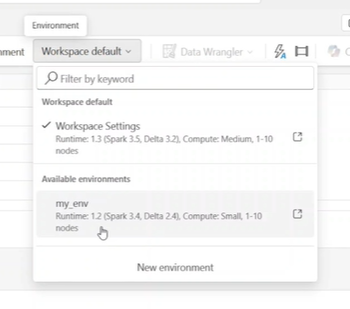 Environment
Workspace default
Data Wrangler
Filter by keyword
Workspace default
Workspace Settings
Runtime: 1.3 (Spark 3.5, Delta 3.2), Compute: Medium, 1-10
nodes
Available environments
my_env
Runtime: 1.2 (Spark 3.4, Delta 2.4), Compute: Small, 1-10
nodes
New environment